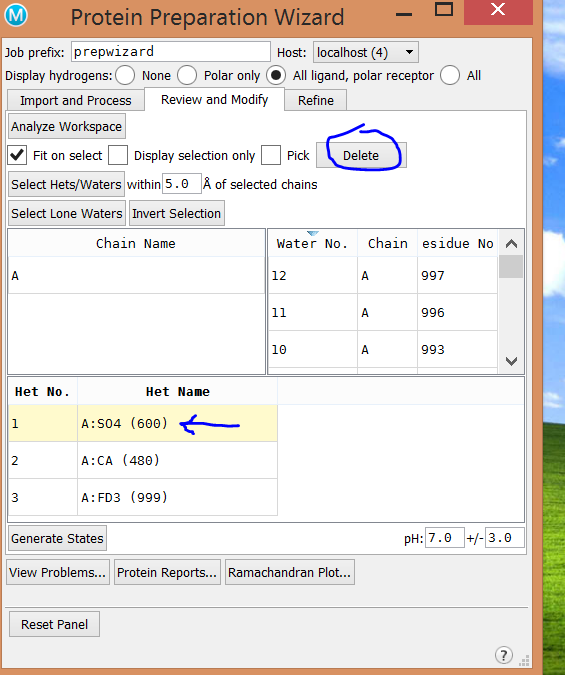 M Protein Preparation Wizard
Job prefix: prepwizard Host: localhost (4)
Display hydrogens: None Polar only All ligand, polar receptor All
Import and Process Review and Modify Refine
Analyze Workspace
Fit on select Display selection only Pick Delete
Select Hets/Waters within 5.0 Å of selected chains
Select Lone Waters Invert Selection
Chain Name Water No. Chain esidue No
A 12 A 997
11 A 996
10 A 993
Het No. Het Name
1 A:SO4 (600)
2 A:CA (480)
3 A:FD3 (999)
Generate States pH: 7.0 +/- 3.0
View Problems... Protein Reports... Ramachandran Plot...
Reset Panel
?